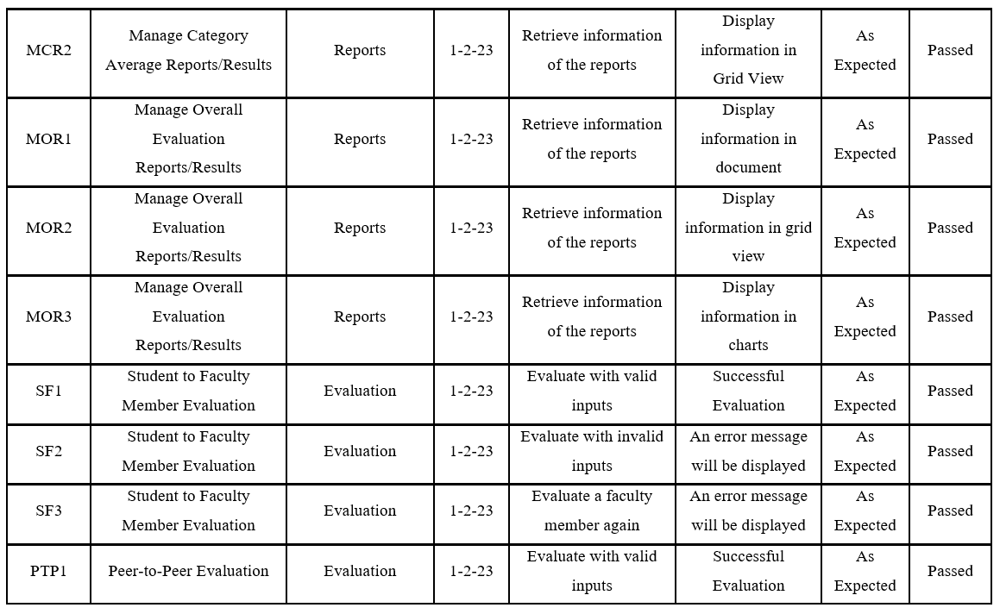 MCR2
Manage Category
Average Reports/Results
Reports
1-2-23
Retrieve information
of the reports
Display
information in
Grid View
As
Expected
Passed
MOR1
Manage Overall
Evaluation
Reports/Results
Reports
1-2-23
Retrieve information
of the reports
Display
information in
document
As
Expected
Passed
MOR2
Manage Overall
Evaluation
Reports/Results
Reports
1-2-23
Retrieve information
of the reports
Display
information in grid
view
As
Expected
Passed
MOR3
Manage Overall
Evaluation
Reports/Results
Reports
1-2-23
Retrieve information
of the reports
Display
information in
charts
As
Expected
Passed
SF1
Student to Faculty
Member Evaluation
Evaluation
1-2-23
Evaluate with valid
inputs
Successful
Evaluation
As
Expected
Passed
SF2
Student to Faculty
Member Evaluation
Evaluation
1-2-23
Evaluate with invalid
inputs
An error message
will be displayed
As
Expected
Passed
SF3
Student to Faculty
Member Evaluation
Evaluation
1-2-23
Evaluate a faculty
member again
An error message
will be displayed
As
Expected
Passed
PTP1
Peer-to-Peer Evaluation
Evaluation
1-2-23
Evaluate with valid
inputs
Successful
Evaluation
As
Expected
Passed